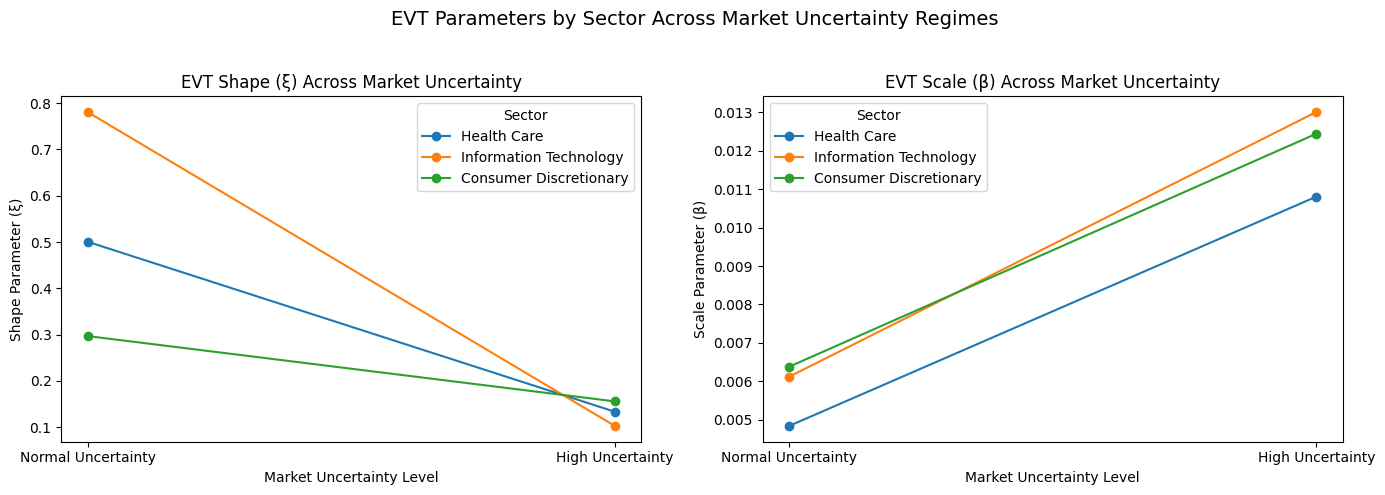 EVT Parameters by Sector Across Market Uncertainty Regimes
EVT Shape (ξ) Across Market Uncertainty
Shape Parameter (ξ)
0.8
0.7
0.6
0.5
0.4
0.3
0.2
0.1
Sector
Health Care
Information Technology
Consumer Discretionary
Normal Uncertainty
High Uncertainty
Market Uncertainty Level
EVT Scale (β) Across Market Uncertainty
Scale Parameter (β)
0.013
0.012
0.011
0.010
0.009
0.008
0.007
0.006
0.005
Sector
Health Care
Information Technology
Consumer Discretionary
Normal Uncertainty
High Uncertainty
Market Uncertainty Level